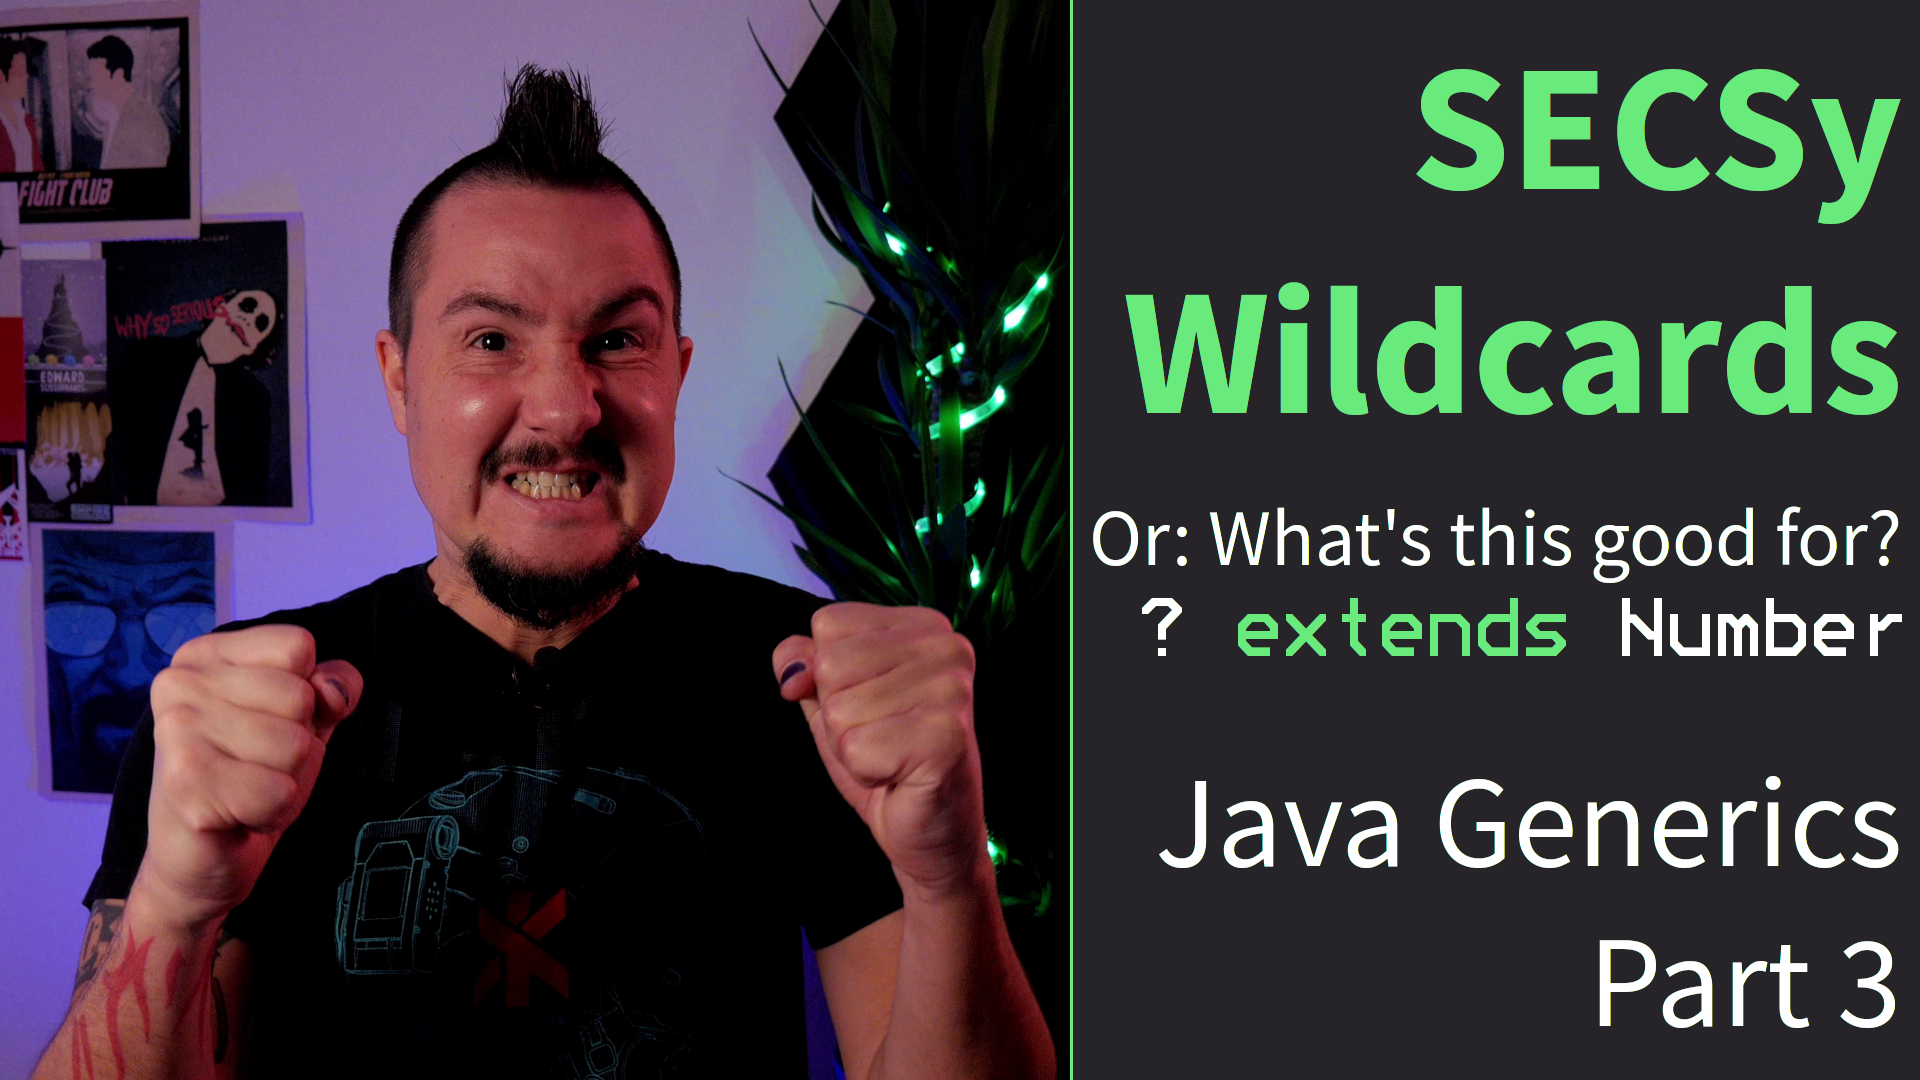 FIGHT CLUB
WHY SO SERIOUS
EDWARD
SECSy
Wildcards
Or: What's this good for?
? extends Number
Java Generics
Part 3